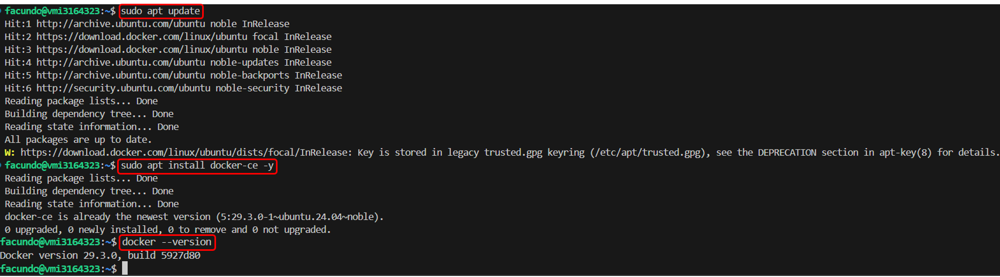 facundo@vmi3164323:~$ sudo apt update
Hit:1 http://archive.ubuntu.com/ubuntu noble InRelease
Hit:2 https://download.docker.com/linux/ubuntu focal InRelease
Hit:3 https://download.docker.com/linux/ubuntu noble InRelease
Hit:4 http://archive.ubuntu.com/ubuntu noble-updates InRelease
Hit:5 http://archive.ubuntu.com/ubuntu noble-backports InRelease
Hit:6 http://security.ubuntu.com/ubuntu noble-security InRelease
Reading package lists... Done
Building dependency tree... Done
Reading state information... Done
All packages are up to date.
W: https://download.docker.com/linux/ubuntu/dists/focal/InRelease: Key is stored in legacy trusted.gpg keyring (/etc/apt/trusted.gpg), see the DEPRECATION section in apt-key(8) for details.
facundo@vmi3164323:~$ sudo apt install docker-ce -y
Reading package lists... Done
Building dependency tree... Done
Reading state information... Done
docker-ce is already the newest version (5:29.3.0-1~ubuntu.24.04~noble).
0 upgraded, 0 newly installed, 0 to remove and 0 not upgraded.
facundo@vmi3164323:~$ docker --version
Docker version 29.3.0, build 5927d80
facundo@vmi3164323:~$